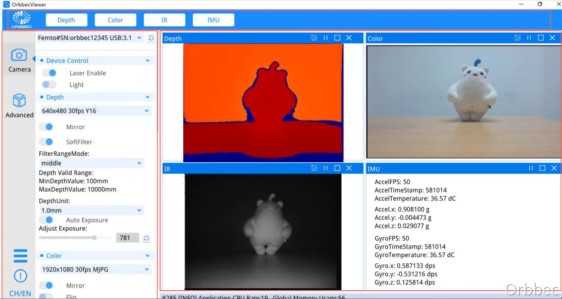 OrbbecViewer
ORBBEC
Depth
Color
IR
IMU
Femto#SN:orbbec12345 USB:3.1
Camera
Advanced
CH/EN
Device Control
Laser Enable
Light
Depth
640x480 30fps Y16
Mirror
SoftFilter
FilterRangeMode:
middle
Depth Valid Range:
MinDepthValue: 100mm
MaxDepthValue: 10000mm
DepthUnit:
1.0mm
Auto Exposure
Adjust Exposure:
781
Color
1920x1080 30fps MJPG
Mirror
Flip
Depth
Color
IR
IMU
AccelFPS: 50
AccelTimeStamp: 581014
AccelTemperature: 36.57 dC
Accel.x: 0.908100 g
Accel.y: -0.004473 g
Accel.z: 0.029077 g
GyroFPS: 50
GyroTimeStamp: 581014
GyroTemperature: 36.57 dC
Gyro.x: 0.587133 dps
Gyro.y: -0.531216 dps
Gyro.z: 0.125814 dps
#285 [INFO] Application CPU Rate:18, Global Memory Usage:66
Orbbec